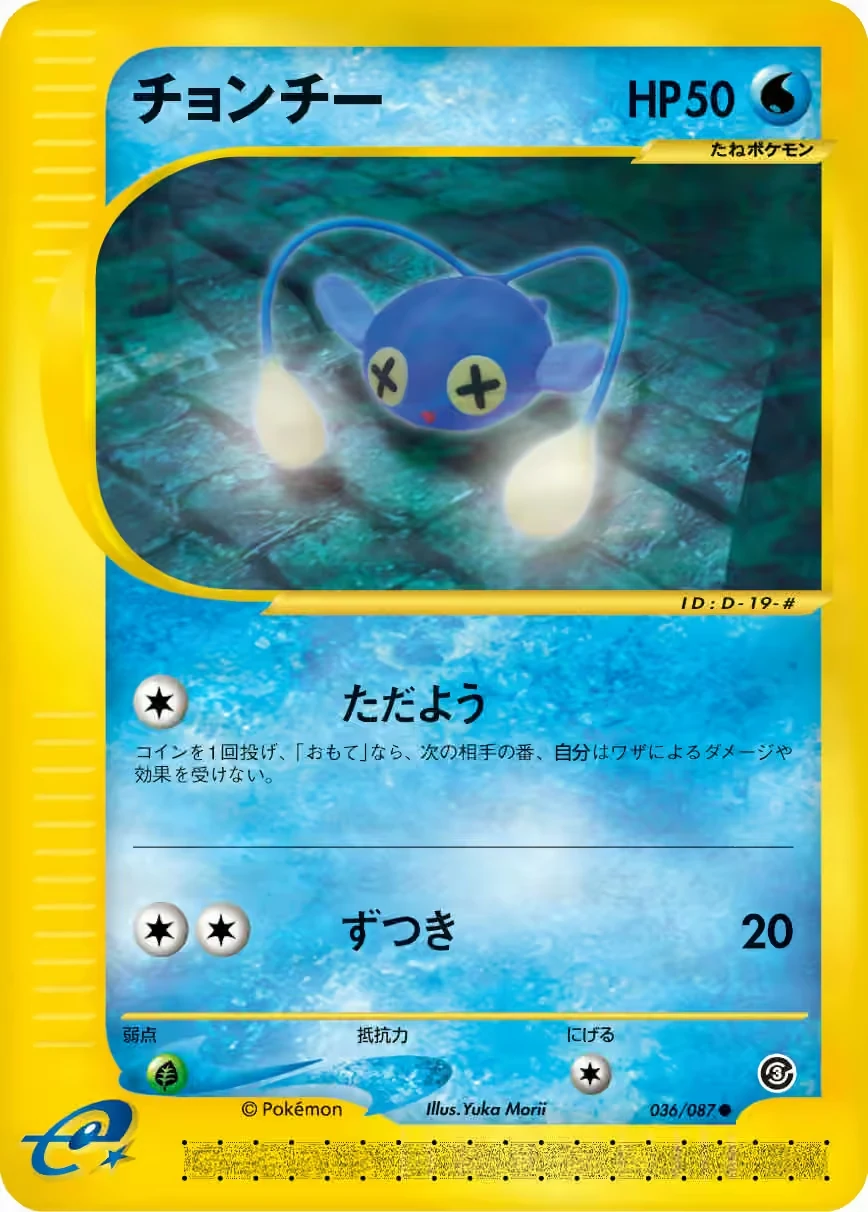 チョンチー HP50
たねポケモン
ID:D-19-#
ただよう
コインを1回投げ、「おもて」なら、次の相手の番、自分はワザによるダメージや
効果を受けない。
ずつき 20
弱点 抵抗力 にげる
© Pokémon Illus.Yuka Morii 036/087●